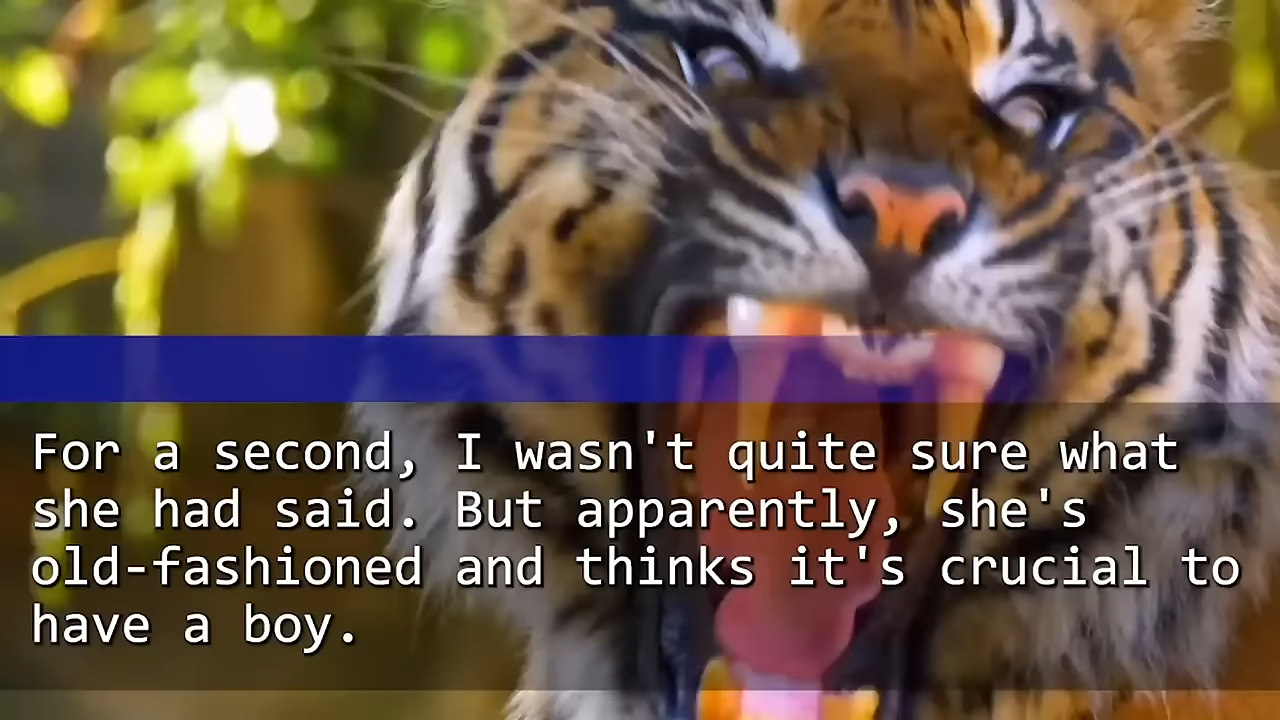 For a second, I wasn't quite sure what
she had said. But apparently, she's
old-fashioned and thinks it's crucial to
have a boy.